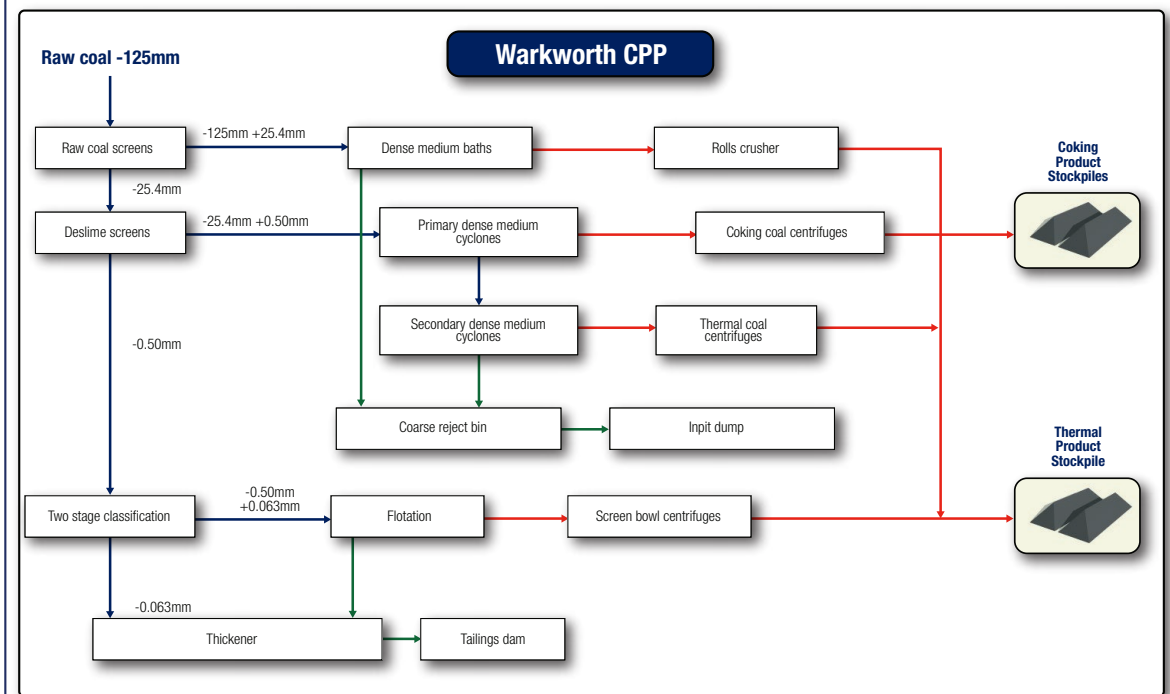 Warkworth CPP
Raw coal -125mm
Raw coal screens
-125mm +25.4mm
Dense medium baths
Rolls crusher
Coking
Product
Stockpiles
-25.4mm
Deslime screens
-25.4mm +0.50mm
Primary dense medium
cyclones
Coking coal centrifuges
Secondary dense medium
cyclones
Thermal coal
centrifuges
-0.50mm
Coarse reject bin
Inpit dump
Thermal
Product
Stockpile
Two stage classification
-0.50mm
+0.063mm
Flotation
Screen bowl centrifuges
-0.063mm
Thickener
Tailings dam